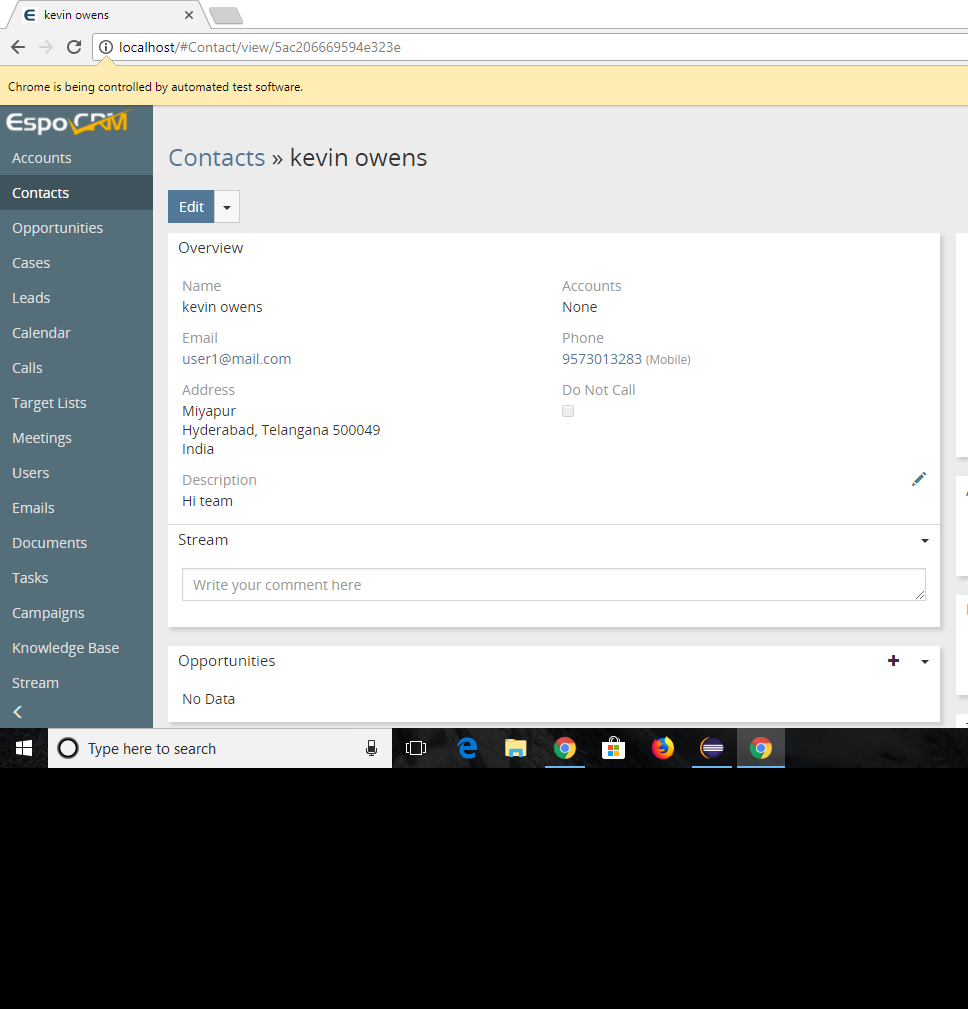 kevin owens
localhost/#Contact/view/5ac206669594e323e
Chrome is being controlled by automated test software.
EspoCRM
Accounts
Contacts
Opportunities
Cases
Leads
Calendar
Calls
Target Lists
Meetings
Users
Emails
Documents
Tasks
Campaigns
Knowledge Base
Stream
Contacts » kevin owens
Edit
Overview
Name
kevin owens
Accounts
None
Email
user1@mail.com
Phone
9573013283 (Mobile)
Address
Miyapur
Hyderabad, Telangana 500049
India
Do Not Call
Description
Hi team
Stream
Write your comment here
Opportunities
No Data
Type here to search